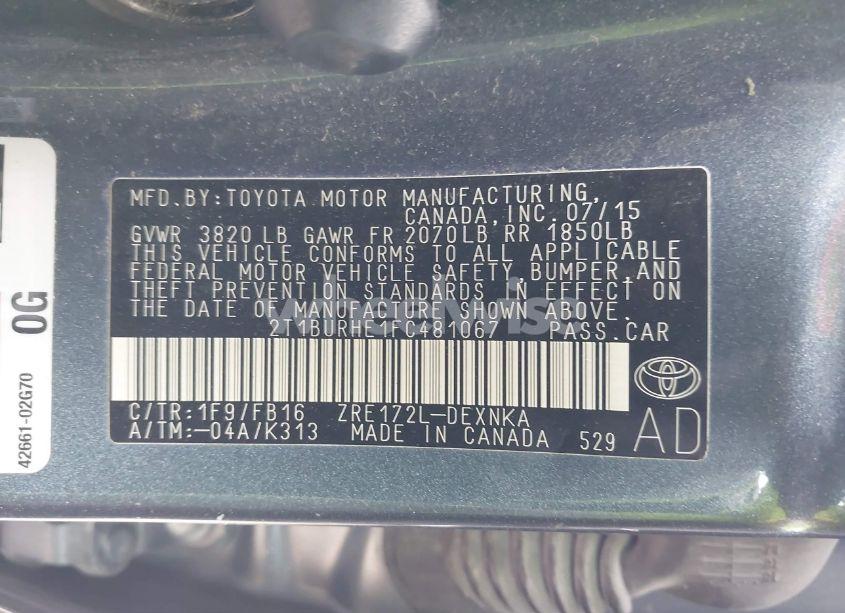 MFD.BY:TOYOTA MOTOR MANUFACTURING,
CANADA, INC. 07/15
GVWR 3820 LB GAWR FR 2070LB RR 1850LB
THIS VEHICLE CONFORMS TO ALL APPLICABLE
FEDERAL MOTOR VEHICLE SAFETY, BUMPER, AND
THEFT PREVENTION STANDARDS IN EFFECT ON
THE DATE OF MANUFACTURE SHOWN ABOVE.
2T1BURHE1FC481067 PASS.CAR
C/TR:1F9/FB16 ZRE172L-DEXNKA
A/TM:-04A/K313 MADE IN CANADA 529
AD
42661-02G70
0G